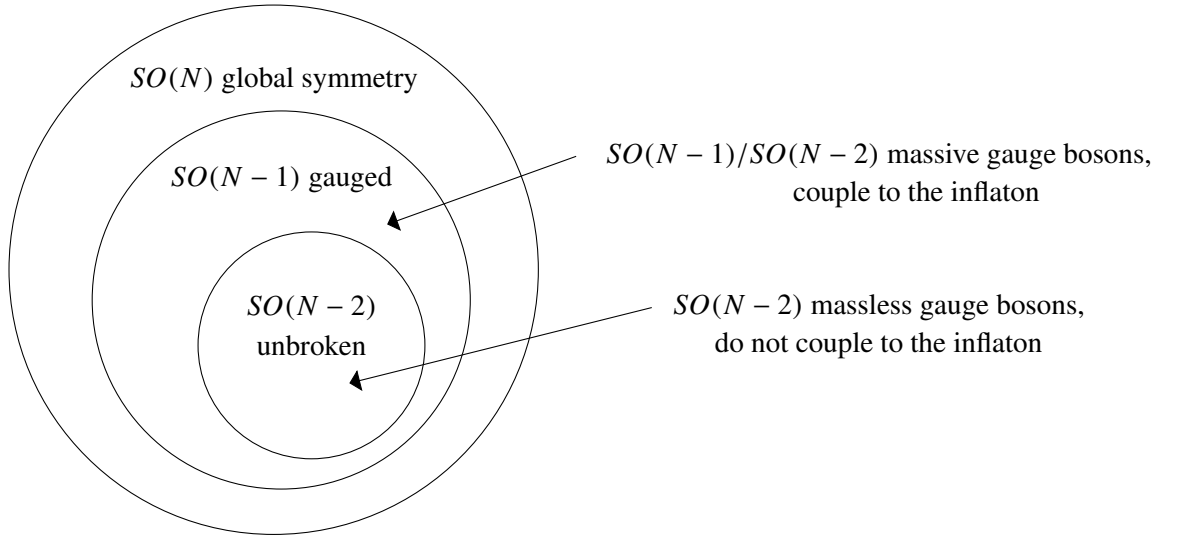 SO(N) global symmetry
SO(N − 1) gauged
SO(N − 2)
unbroken
SO(N − 1)/SO(N − 2) massive gauge bosons,
couple to the inflaton
SO(N − 2) massless gauge bosons,
do not couple to the inflaton